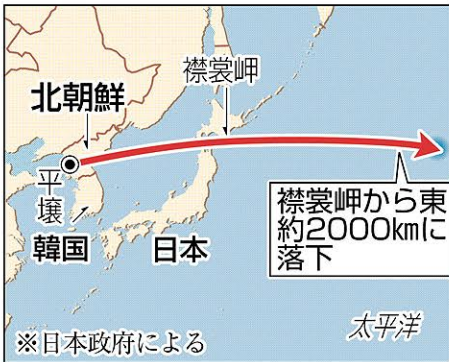 襟裳岬
北朝鮮
平壌
韓国
日本
襟裳岬から東
約2000kmに
落下
太平洋
※日本政府による